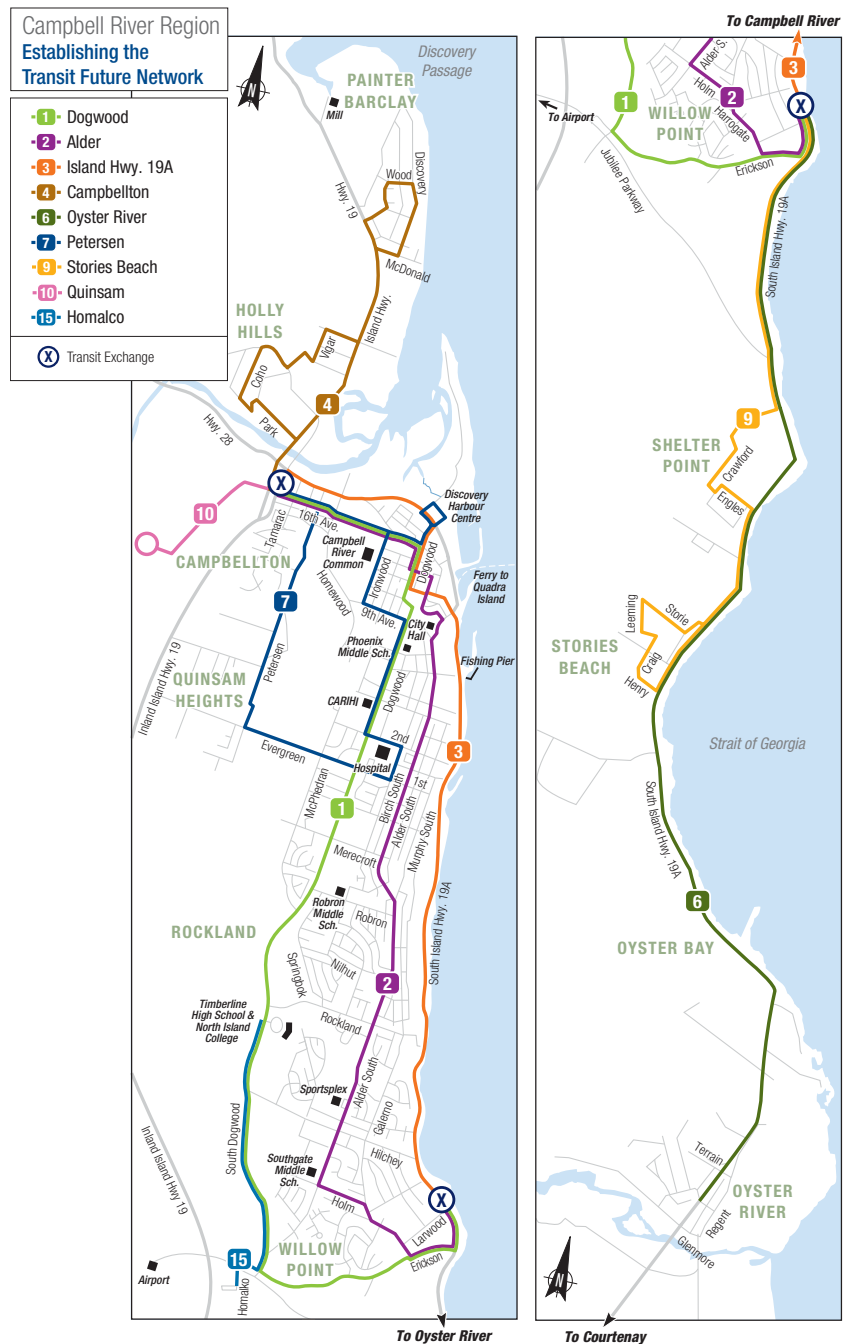 Campbell River Region
Establishing the
Transit Future Network
1 Dogwood
2 Alder
3 Island Hwy. 19A
4 Campbellton
6 Oyster River
7 Petersen
9 Stories Beach
10 Quinsam
15 Homalco
X Transit Exchange
N
Discovery
Passage
PAINTER
BARCLAY
Mill
Hwy. 19
Wood
Discovery
McDonald
Island Hwy.
HOLLY
HILLS
Vigar
Coho
4
Park
Hwy. 28
X
10
16th Ave.
Tamarac
Discovery
Harbour
Centre
CAMPBELLTON
Campbell
River
Common
Ironwood
Dogwood
Homewood
Ferry to
Quadra
Island
7
9th Ave.
City
Hall
Phoenix
Middle Sch.
Fishing Pier
Petersen
QUINSAM
HEIGHTS
Inland Island Hwy. 19
CARIHI
Dogwood
2nd
Evergreen
Hospital
3
McPhedran
1
Birch South
1st
Alder South
Murphy South
Merecroft
Robron
Middle
Sch.
Robron
South Island Hwy. 19A
ROCKLAND
Springbok
Nilhut
2
Timberline
High School &
North Island
College
Rockland
Sportsplex
Alder South
Galerno
Inland Island Hwy 19
South Dogwood
Hilchey
Southgate
Middle
Sch.
Holm
X
Larwood
15
WILLOW
POINT
Erickson
Airport
Homalko
To Oyster River
To Campbell River
Alder S.
3
Holm
2
1
X
To Airport
WILLOW
POINT
Harrogate
Erickson
Jubilee Parkway
South Island Hwy. 19A
9
SHELTER
POINT
Crawford
Engles
Leeming
Storie
STORIES
BEACH
Craig
Henry
Strait of Georgia
South Island Hwy. 19A
6
OYSTER BAY
Terrain
OYSTER
RIVER
Regent
Glenmore
N
To Courtenay